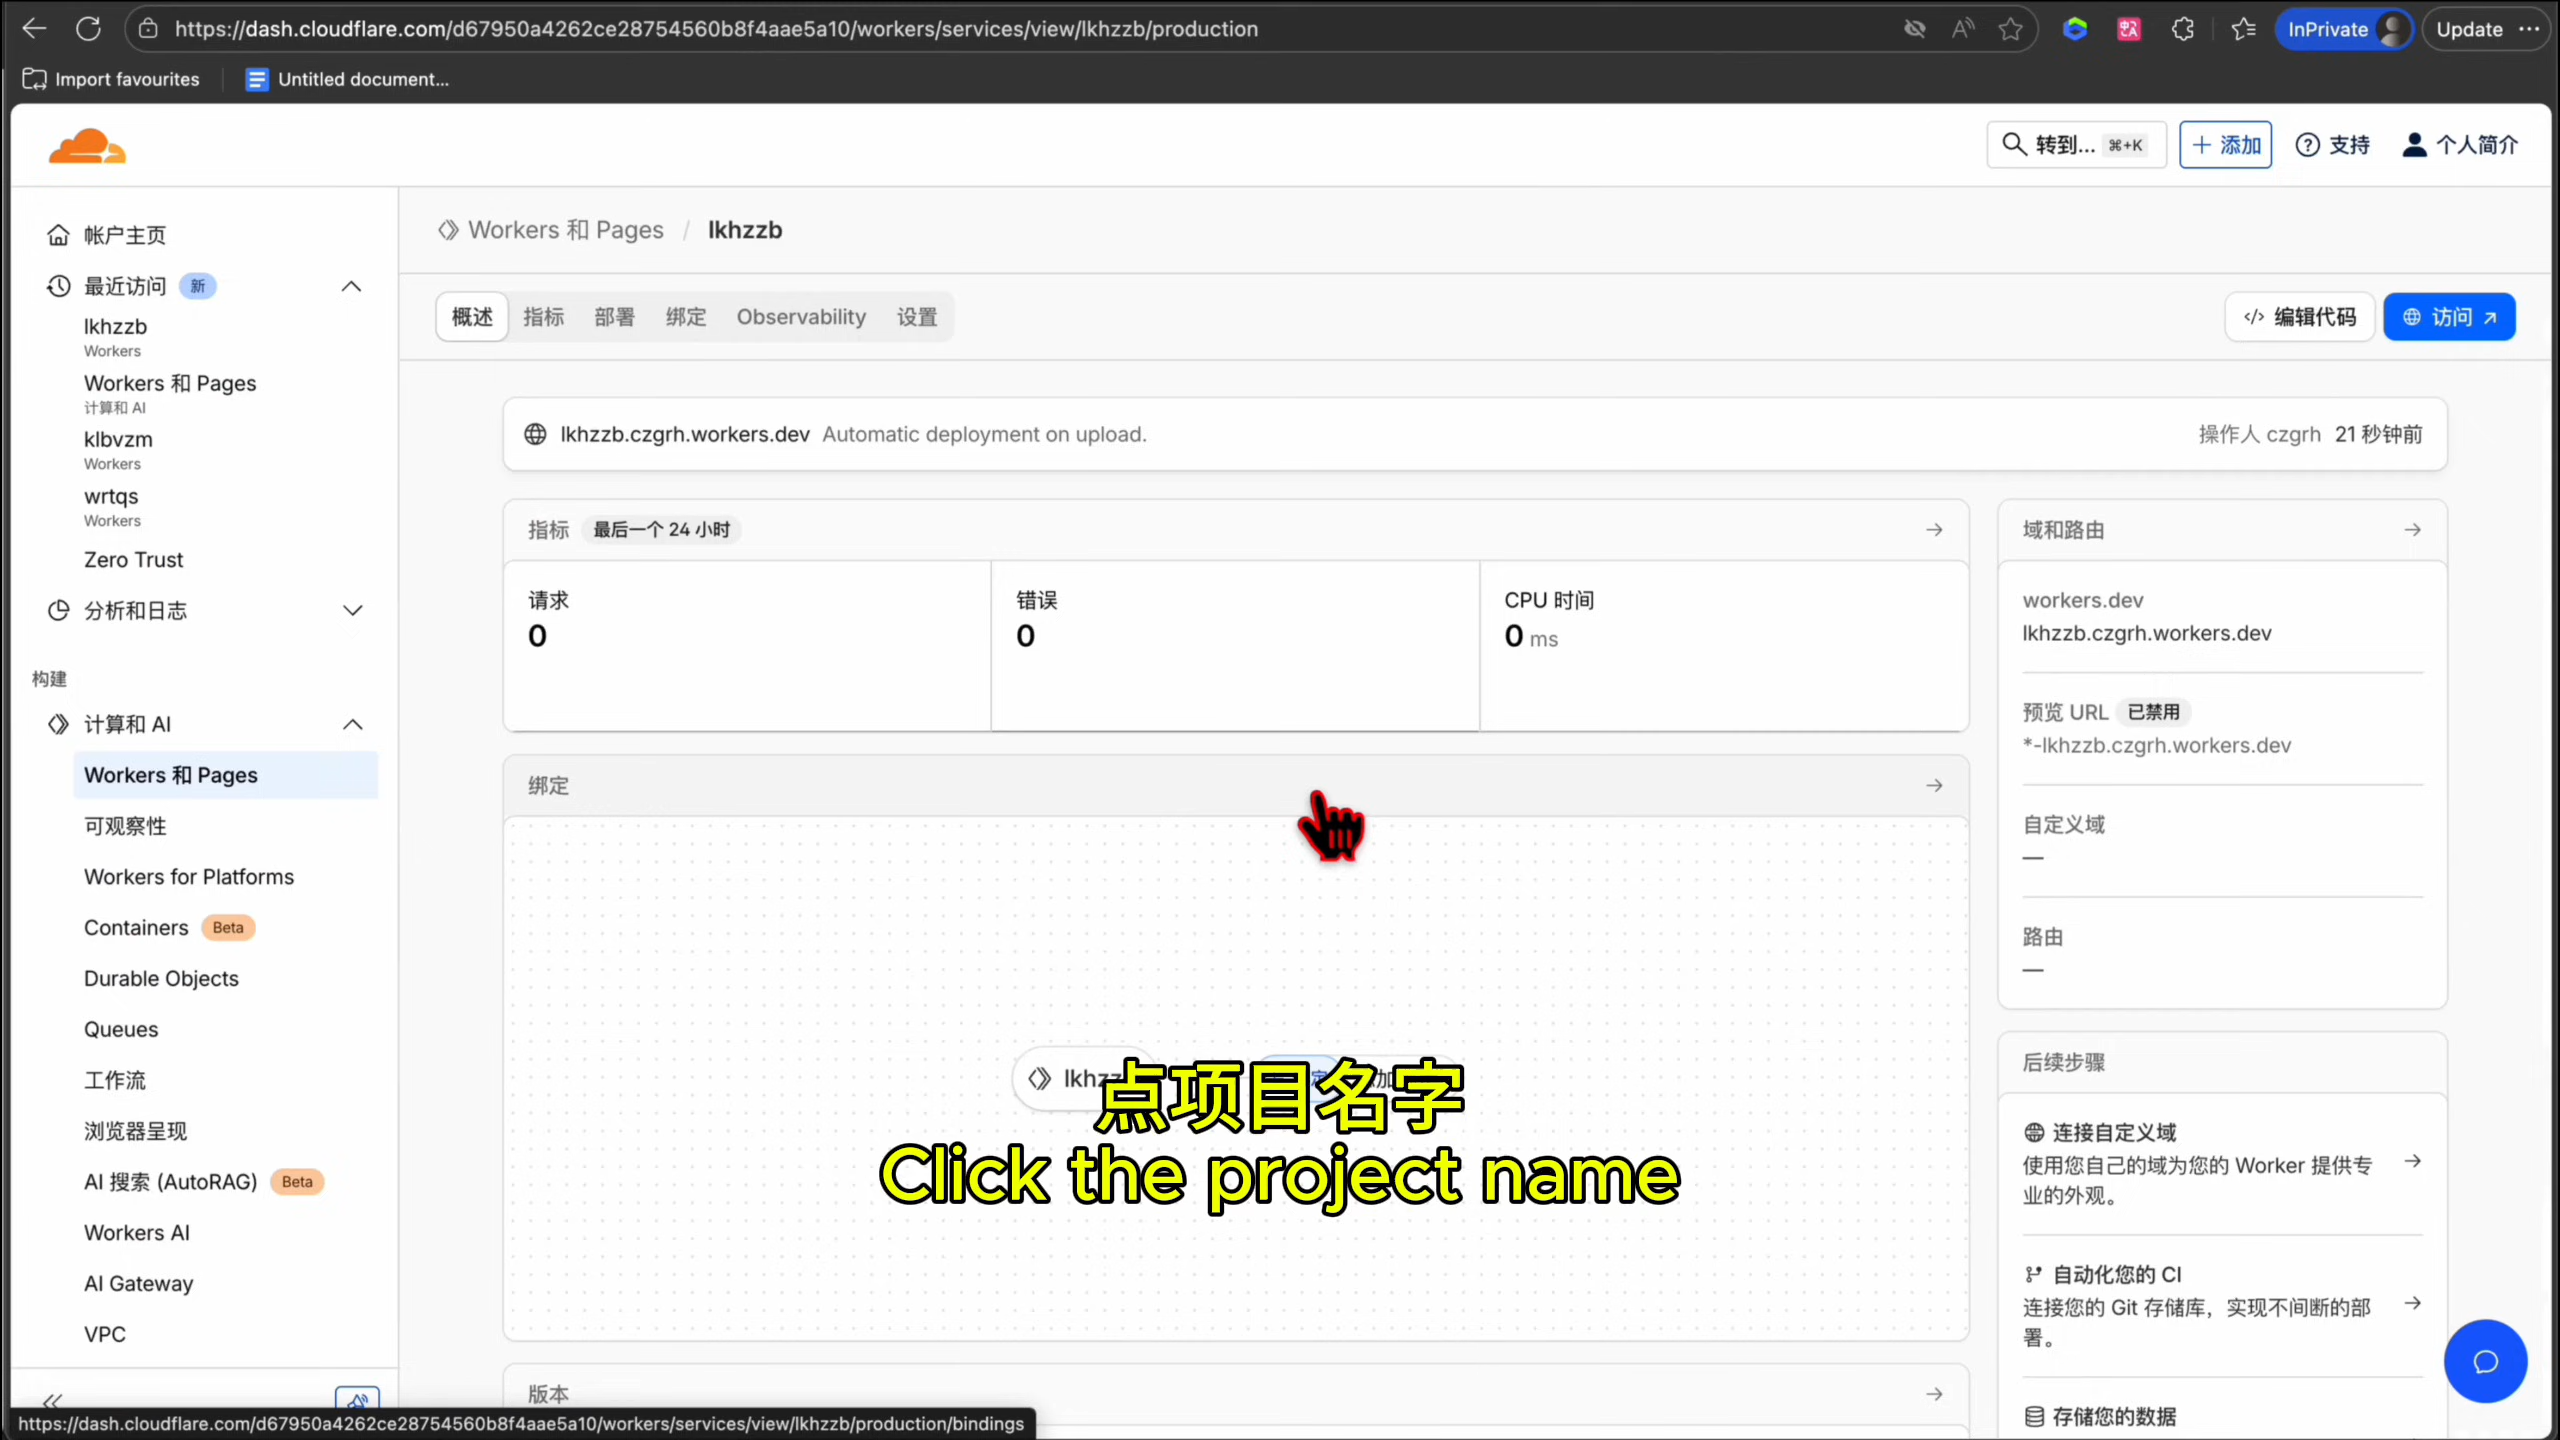 https://dash.cloudflare.com/d67950a4262ce28754560b8f4aae5a10/workers/services/view/lkhzzb/production
InPrivate
Update
Import favourites
Untitled document...
转到... ⌘+K
添加
支持
个人简介
帐户主页
最近访问 新
lkhzzb
Workers
Workers 和 Pages
计算和 AI
klbvzm
Workers
wrtqs
Workers
Zero Trust
分析和日志
构建
计算和 AI
Workers 和 Pages
可观察性
Workers for Platforms
Containers Beta
Durable Objects
Queues
工作流
浏览器呈现
AI 搜索 (AutoRAG) Beta
Workers AI
AI Gateway
VPC
Workers 和 Pages / lkhzzb
概述 指标 部署 绑定 Observability 设置
</> 编辑代码
访问
lkhzzb.czgrh.workers.dev Automatic deployment on upload.
操作人 czgrh 21 秒钟前
指标 最后一个 24 小时
请求
0
错误
0
CPU 时间
0 ms
绑定
lkhzz
点项目名字
Click the project name
版本
域和路由
workers.dev
lkhzzb.czgrh.workers.dev
预览 URL 已禁用
*-lkhzzb.czgrh.workers.dev
自定义域
—
路由
—
后续步骤
连接自定义域
使用您自己的域为您的 Worker 提供专
业的外观。
自动化您的 CI
连接您的 Git 存储库，实现不间断的部
署。
存储您的数据
https://dash.cloudflare.com/d67950a4262ce28754560b8f4aae5a10/workers/services/view/lkhzzb/production/bindings